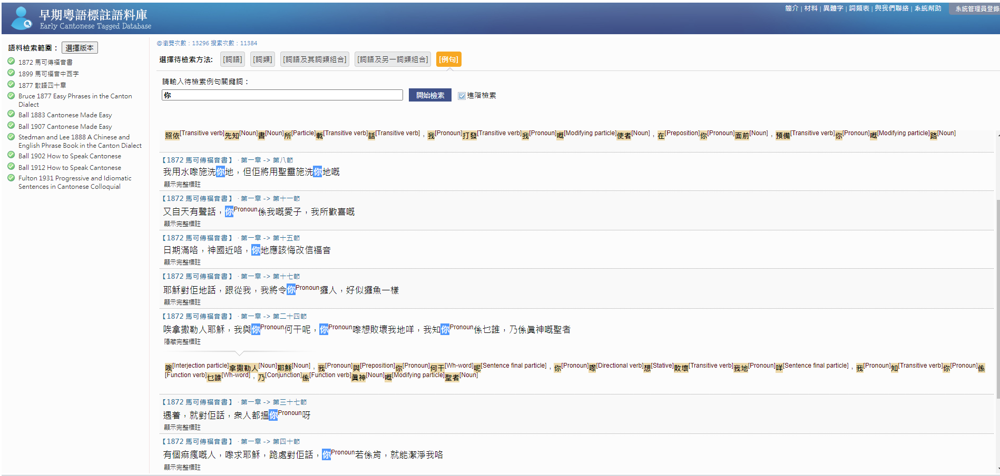 早期粵語標註語料庫
Early Cantonese Tagged Database
簡介 | 材料 | 異體字 | 詞類表 | 與我們聯絡 | 系統幫助
系統管理員登錄
語料檢索範圍： 選擇版本
1872 馬可傳福音書
1899 馬可福音中西字
1877 散語四十章
Bruce 1877 Easy Phrases in the Canton
Dialect
Ball 1883 Cantonese Made Easy
Ball 1907 Cantonese Made Easy
Stedman and Lee 1888 A Chinese and
English Phrase Book in the Canton Dialect
Ball 1902 How to Speak Cantonese
Ball 1912 How to Speak Cantonese
Fulton 1931 Progressive and Idiomatic
Sentences in Cantonese Colloquial
@瀏覽次數：13296 搜索次數：11384
選擇待檢索方法: [詞語] [詞類] [詞語及其詞類組合] [詞語及另一詞類組合] [例句]
請輸入待檢索例句關鍵詞：
你 開始檢索 進階檢索
照依[Transitive verb]先知[Noun]書[Noun]所[Particle]載[Transitive verb]話[Transitive verb]，我[Pronoun]打發[Transitive verb]我[Pronoun]嘅[Modifying particle]使者[Noun]，在[Preposition]你[Pronoun]面前[Noun]，預備[Transitive verb]你[Pronoun]嘅[Modifying particle]路[Noun]
【1872 馬可傳福音書】 · 第一章 -> 第八節
我用水嚟施洗你地，但佢將用聖靈施洗你地嘅
顯示完整標註
【1872 馬可傳福音書】 · 第一章 -> 第十一節
又自天有聲話，你Pronoun係我嘅愛子，我所歡喜嘅
顯示完整標註
【1872 馬可傳福音書】 · 第一章 -> 第十五節
日期滿咯，神國近咯，你地應該悔改信福音
顯示完整標註
【1872 馬可傳福音書】 · 第一章 -> 第十七節
耶穌對佢地話，跟從我，我將令你Pronoun攞人，好似攞魚一樣
顯示完整標註
【1872 馬可傳福音書】 · 第一章 -> 第二十四節
唉拿撒勒人耶穌，我與你Pronoun何干呢，你Pronoun嚟想敗壞我地咩，我知你Pronoun係乜誰，乃係眞神嘅聖者
隱藏完整標註
唉[Interjection particle]拿撒勒人[Noun]耶穌[Noun]，我[Pronoun]與[Preposition]你[Pronoun]何干[Wh-word]呢[Sentence final particle]，你[Pronoun]嚟[Directional verb]想[Stative]敗壞[Transitive verb]我地[Pronoun]咩[Sentence final particle]，我[Pronoun]知[Transitive verb]你[Pronoun]係
[Function verb]乜誰[Wh-word]，乃[Conjunction]係[Function verb]眞神[Noun]嘅[Modifying particle]聖者[Noun]
【1872 馬可傳福音書】 · 第一章 -> 第三十七節
遇着，就對佢話，衆人都搵你Pronoun呀
顯示完整標註
【1872 馬可傳福音書】 · 第一章 -> 第四十節
有個痲瘋嘅人，嚟求耶穌，跪處對佢話，你Pronoun若係肯，就能潔淨我咯
顯示完整標註